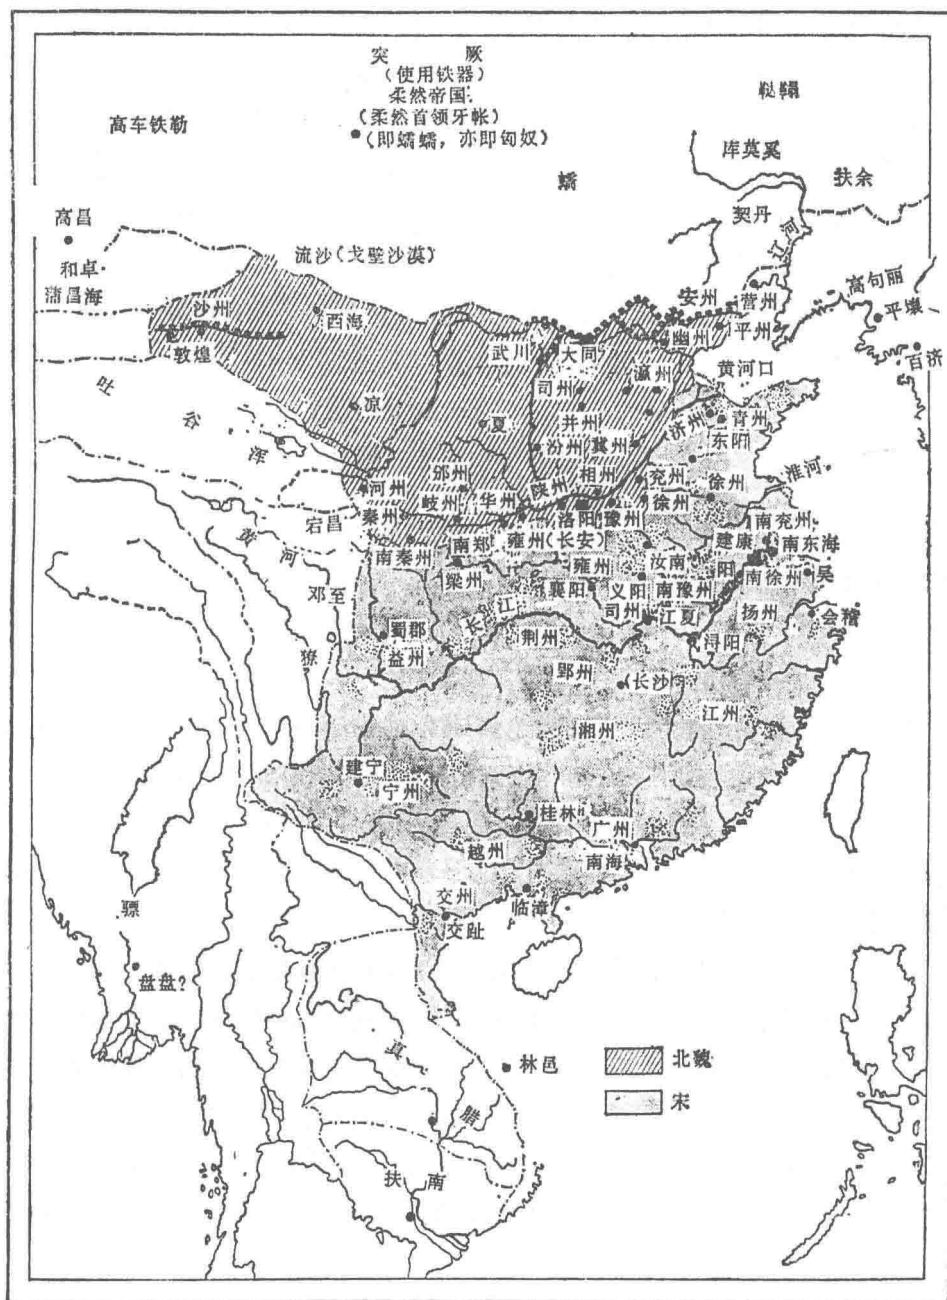 突厥
(使用铁器)
柔然帝国
(柔然首领牙帐)
(即蠕蠕，亦即匈奴)
高车铁勒
靺鞨
库莫奚
扶余
蠕
契丹
辽河
高昌
和卓
蒲昌海
流沙(戈壁沙漠)
高句丽
平壤
百济
安州
营州
平州
幽州
沙州
敦煌
西海
武川
大同
司州
瀛州
黄河口
凉
夏
并州
汾州
冀州
济州
青州
东阳
吐谷浑
河州
邠州
岐州
华州
陕州
相州
兖州
徐州
淮河
秦州
宕昌
洛阳
豫州
徐州
南兖州
黄河
南秦州
南郑
雍州(长安)
建康
南东海
梁州
雍州
汝南
阳
南徐州
吴
邓至
襄阳
义阳
南豫州
长江
司州
江夏
扬州
会稽
蜀郡
益州
荆州
浔阳
獠
郢州
长沙
江州
湘州
建宁
宁州
桂林
广州
越州
南海
交州
临漳
交趾
骠
盘盘？
林邑
真腊
扶南
北魏
宋